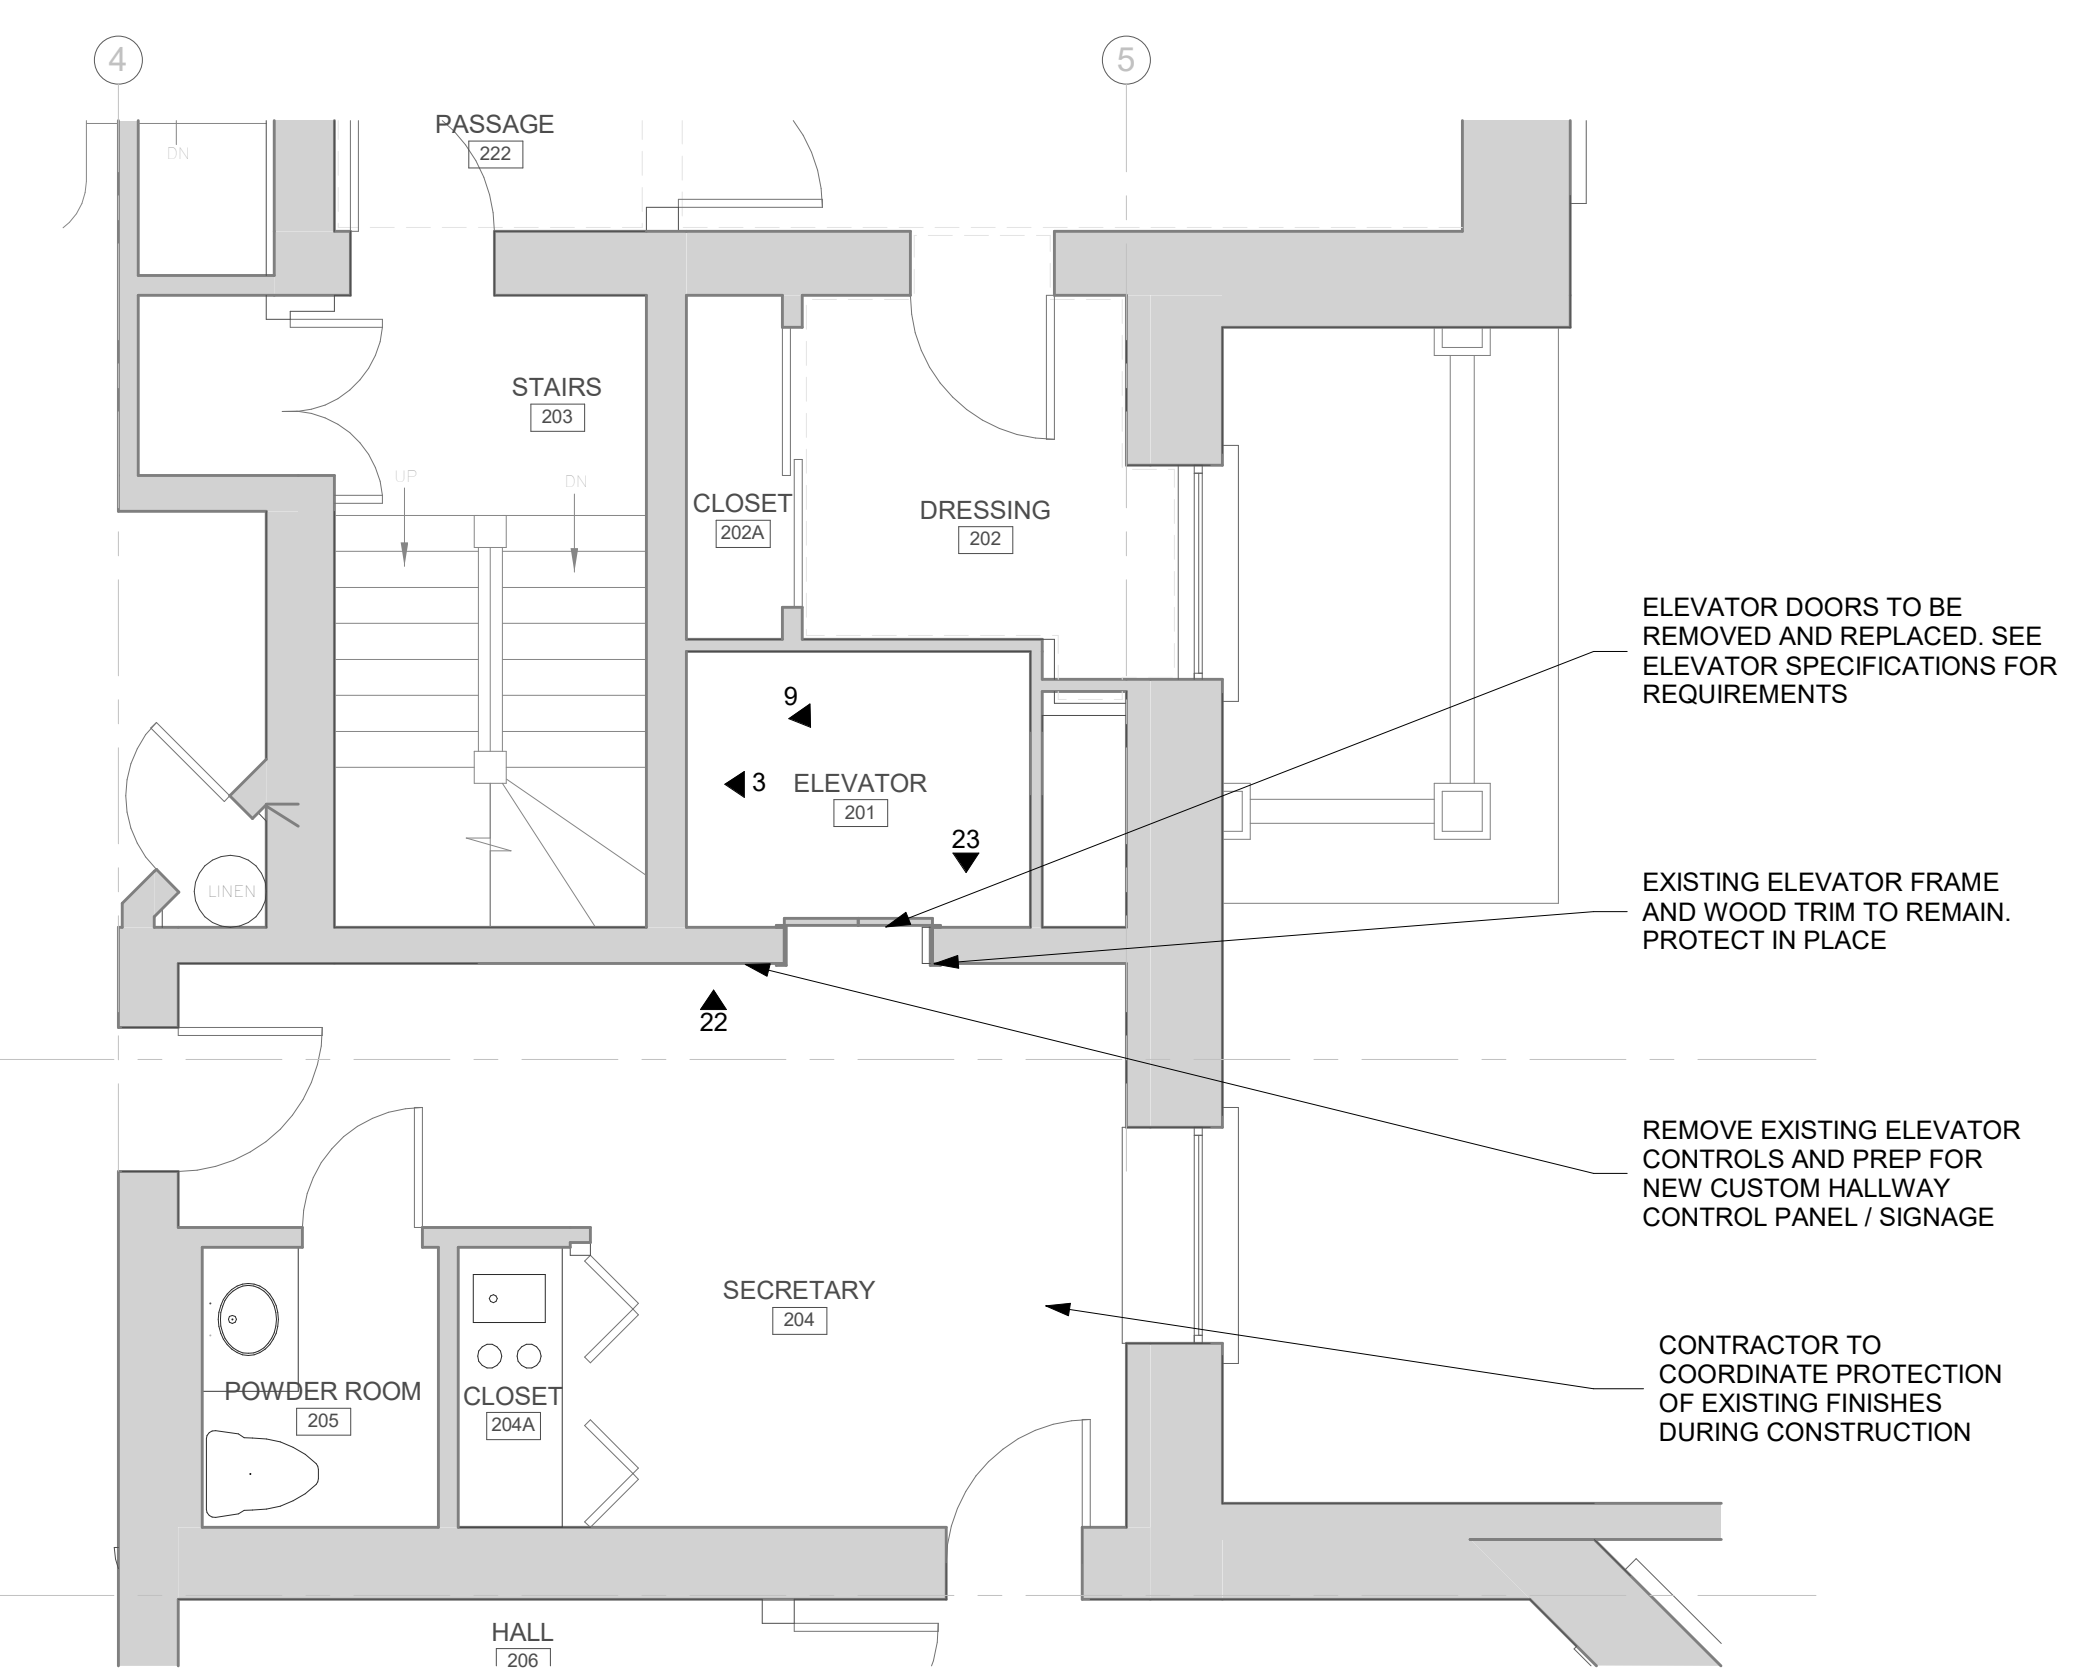 4
5
PASSAGE
222
DN
STAIRS
203
UP
DN
CLOSET
202A
DRESSING
202
ELEVATOR DOORS TO BE
REMOVED AND REPLACED. SEE
ELEVATOR SPECIFICATIONS FOR
REQUIREMENTS
9
3
ELEVATOR
201
23
LINEN
EXISTING ELEVATOR FRAME
AND WOOD TRIM TO REMAIN.
PROTECT IN PLACE
22
REMOVE EXISTING ELEVATOR
CONTROLS AND PREP FOR
NEW CUSTOM HALLWAY
CONTROL PANEL / SIGNAGE
SECRETARY
204
CONTRACTOR TO
COORDINATE PROTECTION
OF EXISTING FINISHES
DURING CONSTRUCTION
POWDER ROOM
205
CLOSET
204A
HALL
206